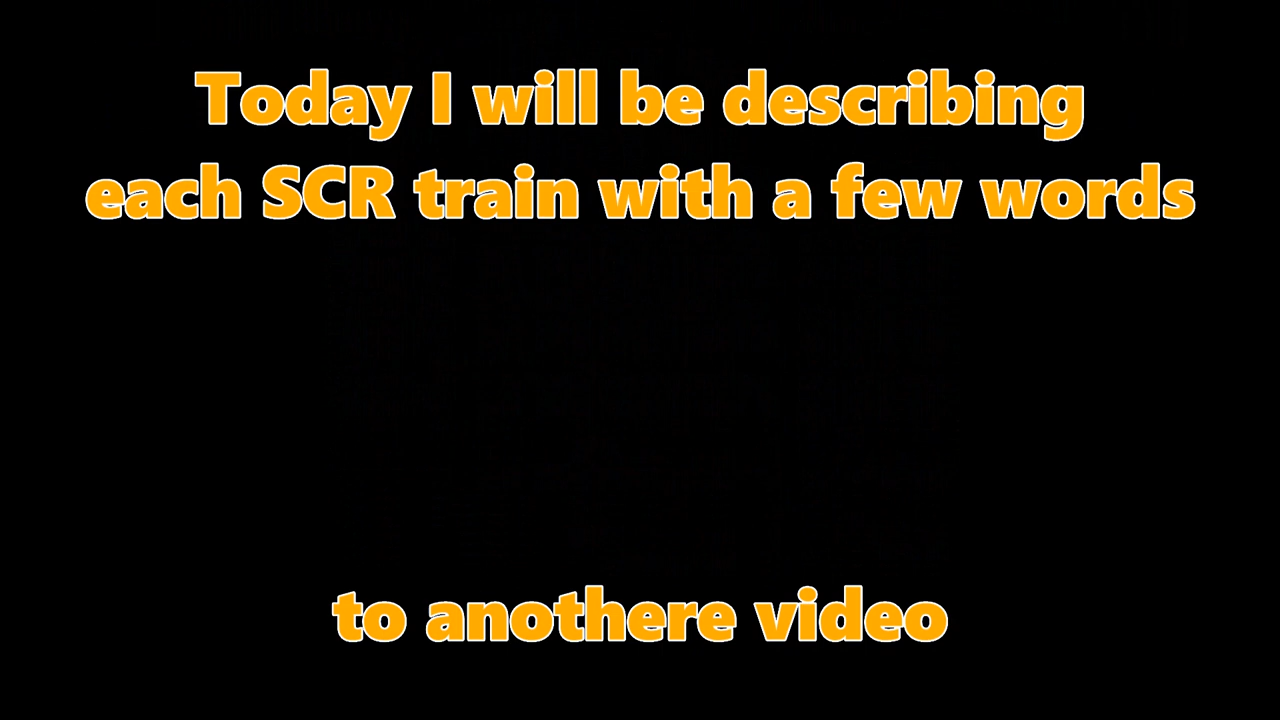 Today I will be describing
each SCR train with a few words
to anothere video